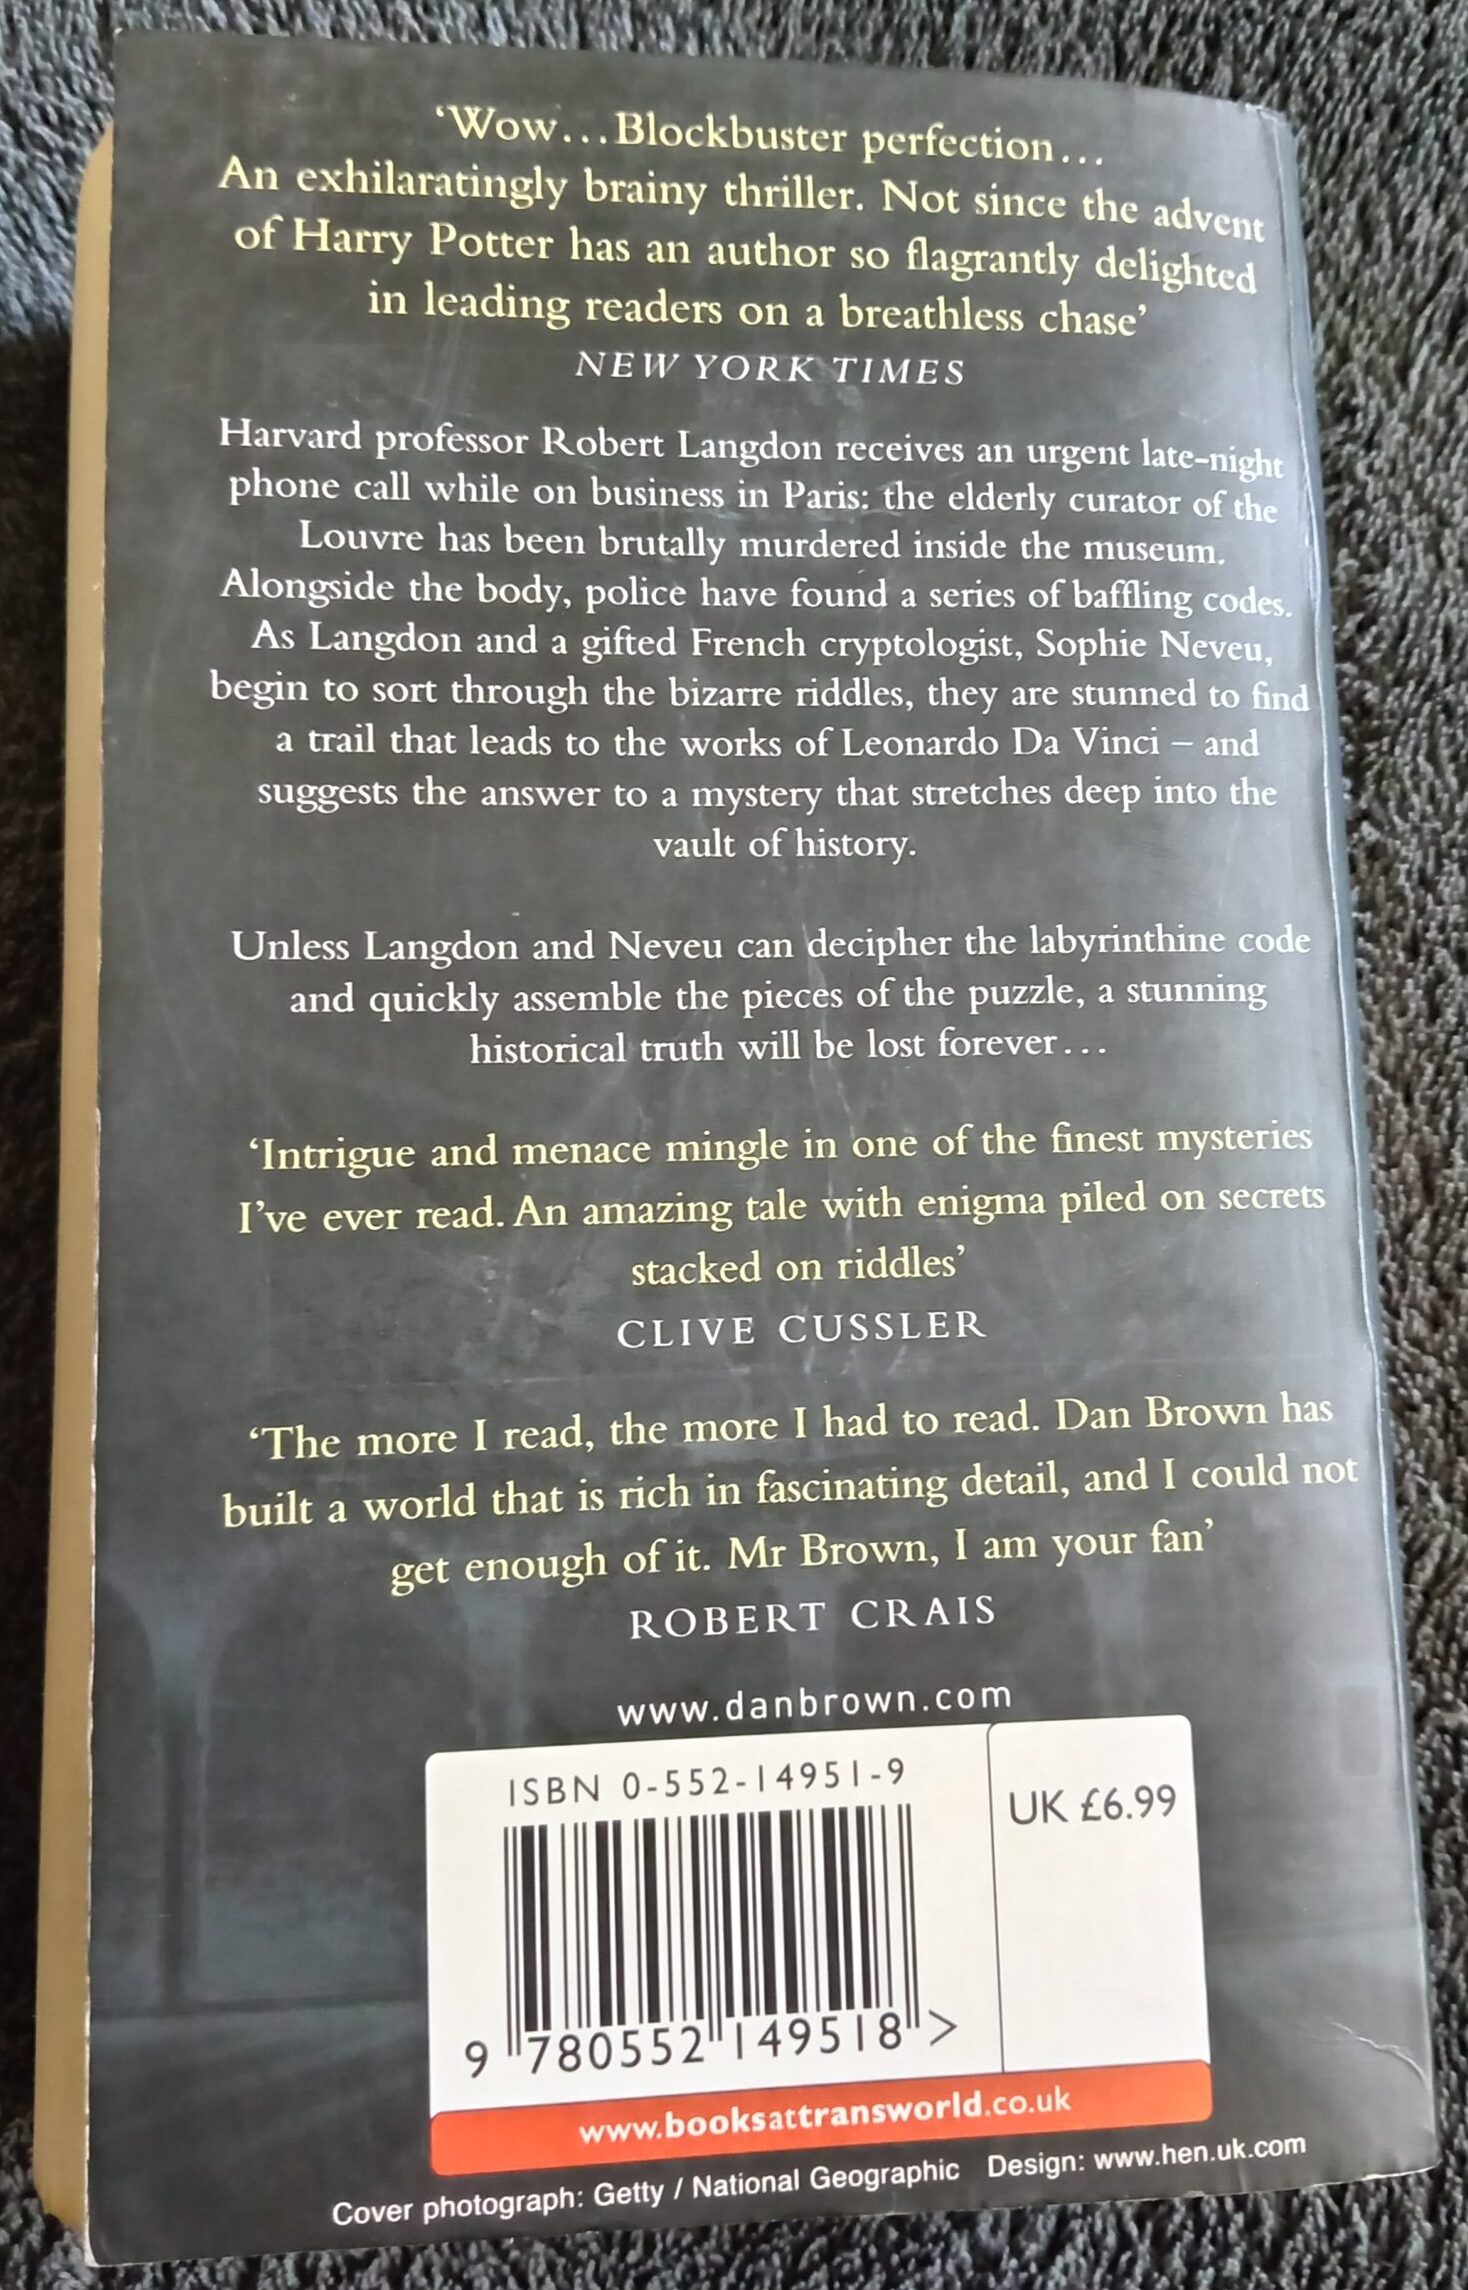 ‘Wow...Blockbuster perfection...
An exhilaratingly brainy thriller. Not since the advent
of Harry Potter has an author so flagrantly delighted
in leading readers on a breathless chase’
NEW YORK TIMES
Harvard professor Robert Langdon receives an urgent late-night
phone call while on business in Paris: the elderly curator of the
Louvre has been brutally murdered inside the museum.
Alongside the body, police have found a series of baffling codes.
As Langdon and a gifted French cryptologist, Sophie Neveu,
begin to sort through the bizarre riddles, they are stunned to find
a trail that leads to the works of Leonardo Da Vinci – and
suggests the answer to a mystery that stretches deep into the
vault of history.
Unless Langdon and Neveu can decipher the labyrinthine code
and quickly assemble the pieces of the puzzle, a stunning
historical truth will be lost forever...
‘Intrigue and menace mingle in one of the finest mysteries
I’ve ever read. An amazing tale with enigma piled on secrets
stacked on riddles’
CLIVE CUSSLER
‘The more I read, the more I had to read. Dan Brown has
built a world that is rich in fascinating detail, and I could not
get enough of it. Mr Brown, I am your fan’
ROBERT CRAIS
www.danbrown.com
ISBN 0-552-14951-9
UK £6.99
9 780552 149518 >
www.booksattransworld.co.uk
Cover photograph: Getty / National Geographic Design: www.hen.uk.com